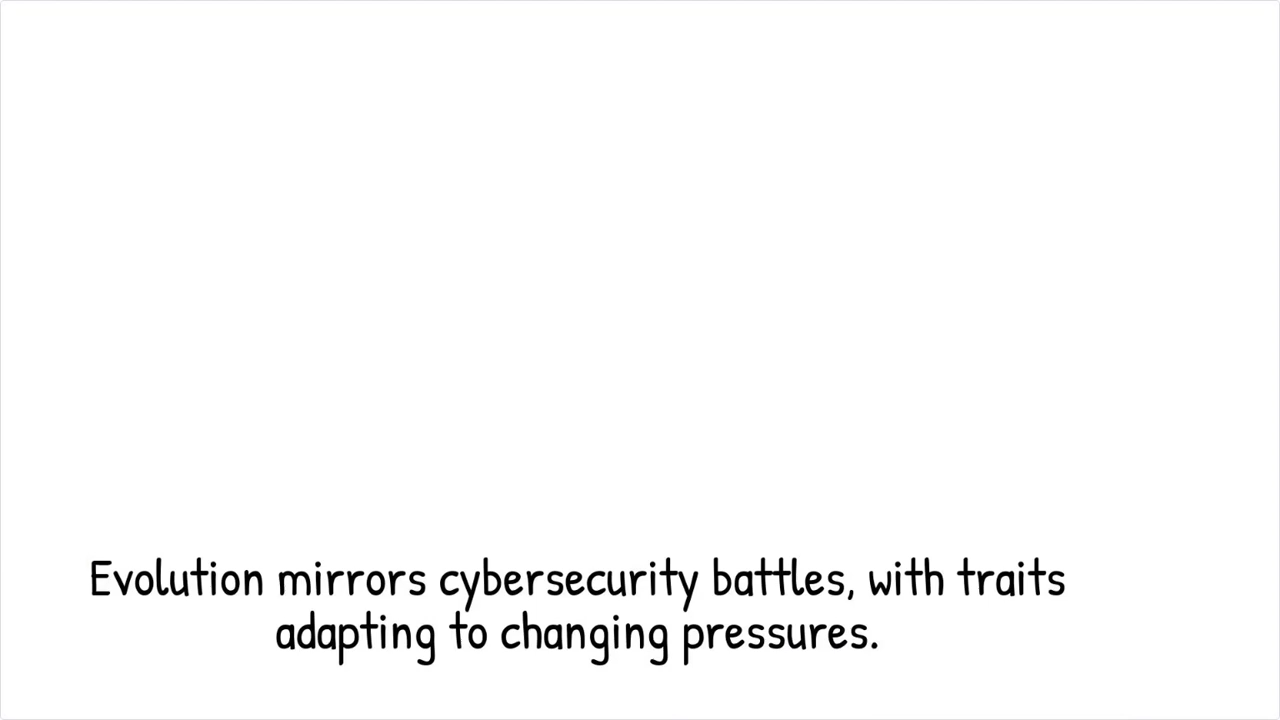 Evolution mirrors cybersecurity battles, with traits
adapting to changing pressures.